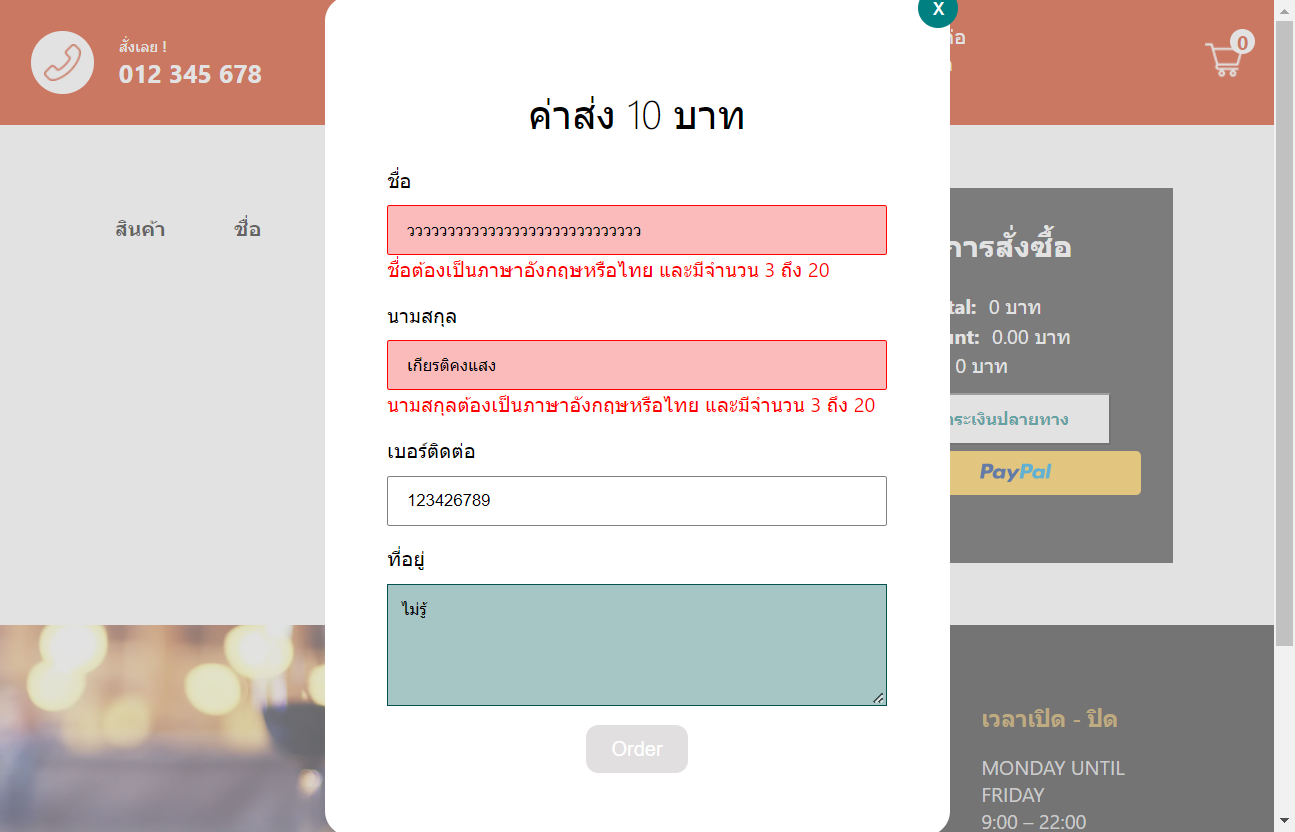 X
สั่งเลย !
012 345 678
0
ค่าส่ง 10 บาท
ชื่อ
สินค้า ชื่อ
ววววววววววววววววววววววววววววว
ชื่อต้องเป็นภาษาอังกฤษหรือไทย และมีจำนวน 3 ถึง 20
นามสกุล
เกียรติคงแสง
นามสกุลต้องเป็นภาษาอังกฤษหรือไทย และมีจำนวน 3 ถึง 20
เบอร์ติดต่อ
123426789
ที่อยู่
ไม่รู้
Order
การสั่งซื้อ
tal: 0 บาท
unt: 0.00 บาท
0 บาท
ระเงินปลายทาง
PayPal
เวลาเปิด - ปิด
MONDAY UNTIL
FRIDAY
9:00 – 22:00